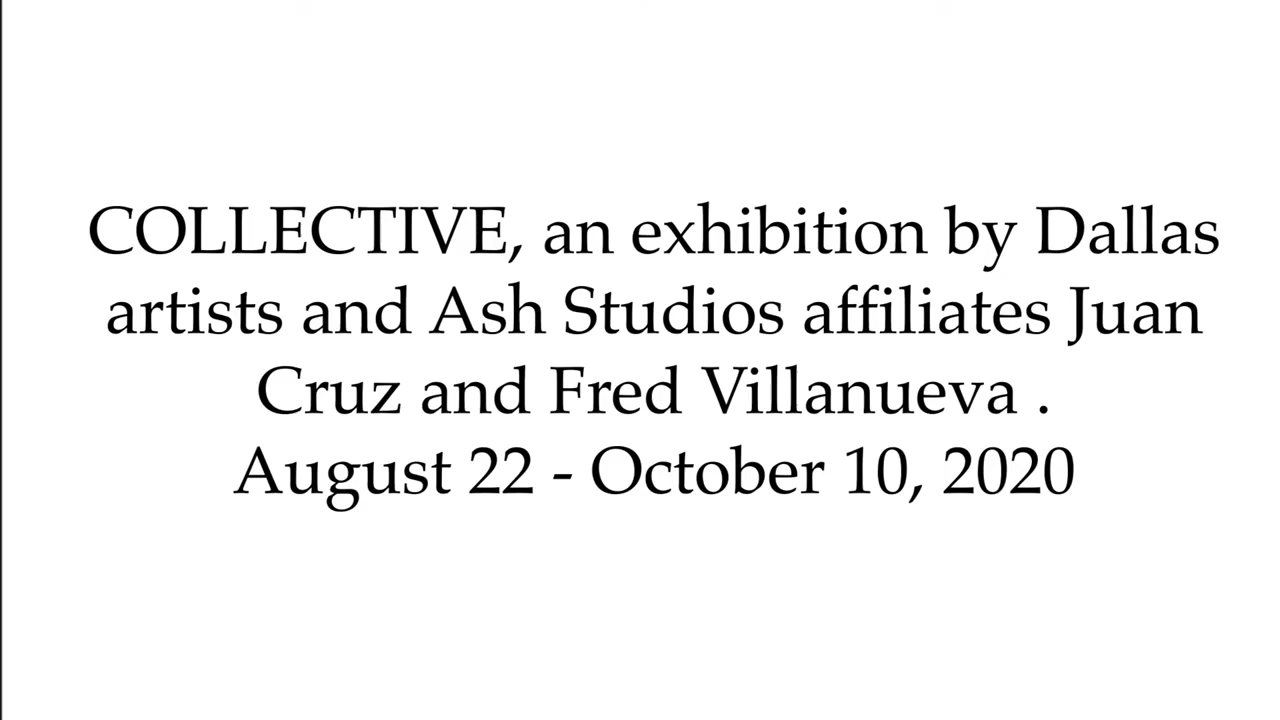 COLLECTIVE, an exhibition by Dallas
artists and Ash Studios affiliates Juan
Cruz and Fred Villanueva .
August 22 - October 10, 2020